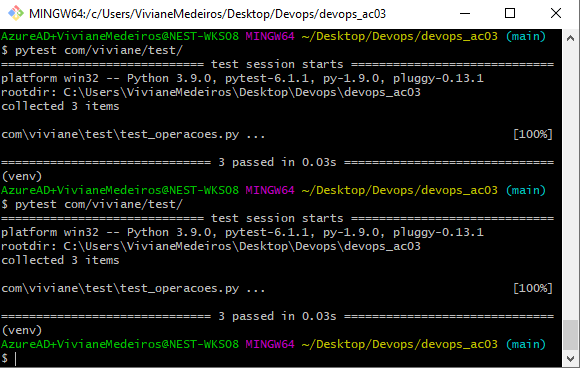 MINGW64:/c/Users/VivianeMedeiros/Desktop/Devops/devops_ac03
AzureAD+VivianeMedeiros@NEST-WKS08 MINGW64 ~/Desktop/Devops/devops_ac03 (main)
$ pytest com/viviane/test/
============================= test session starts =============================
platform win32 -- Python 3.9.0, pytest-6.1.1, py-1.9.0, pluggy-0.13.1
rootdir: C:\Users\VivianeMedeiros\Desktop\Devops\devops_ac03
collected 3 items
com\viviane\test\test_operacoes.py ... [100%]
============================== 3 passed in 0.03s ==============================
(venv)
AzureAD+VivianeMedeiros@NEST-WKS08 MINGW64 ~/Desktop/Devops/devops_ac03 (main)
$ pytest com/viviane/test/
============================= test session starts =============================
platform win32 -- Python 3.9.0, pytest-6.1.1, py-1.9.0, pluggy-0.13.1
rootdir: C:\Users\VivianeMedeiros\Desktop\Devops\devops_ac03
collected 3 items
com\viviane\test\test_operacoes.py ... [100%]
============================== 3 passed in 0.03s ==============================
(venv)
AzureAD+VivianeMedeiros@NEST-WKS08 MINGW64 ~/Desktop/Devops/devops_ac03 (main)
$